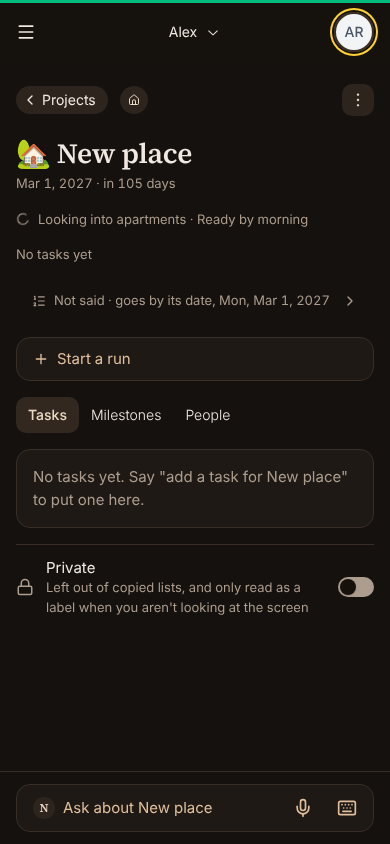 Alex
AR
Projects
🏡 New place
Mar 1, 2027 · in 105 days
Looking into apartments · Ready by morning
No tasks yet
Not said · goes by its date, Mon, Mar 1, 2027
Start a run
Tasks Milestones People
No tasks yet. Say "add a task for New place"
to put one here.
Private
Left out of copied lists, and only read as a
label when you aren't looking at the screen
N Ask about New place